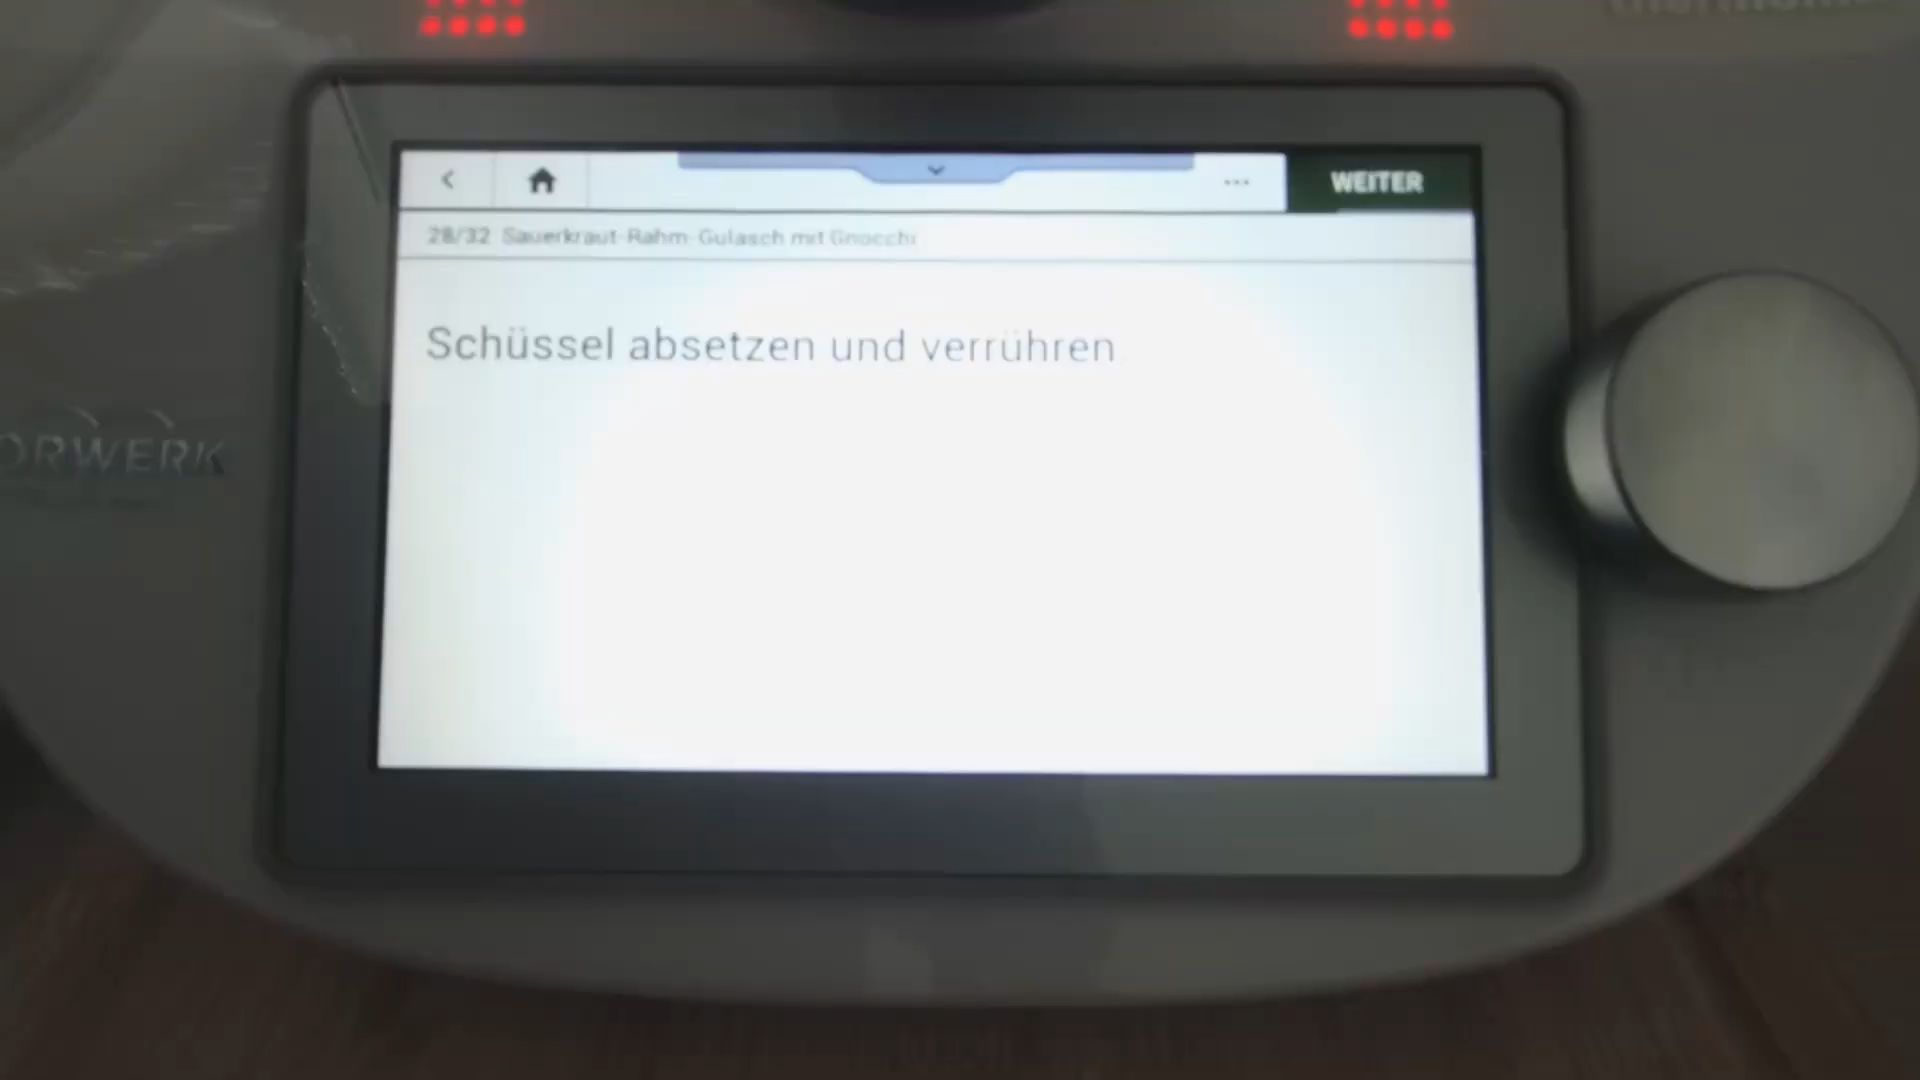 WEITER
28/32 Sauerkraut-Rahm-Gulasch mit Gnocchi
Schüssel absetzen und verrühren
ORWERK